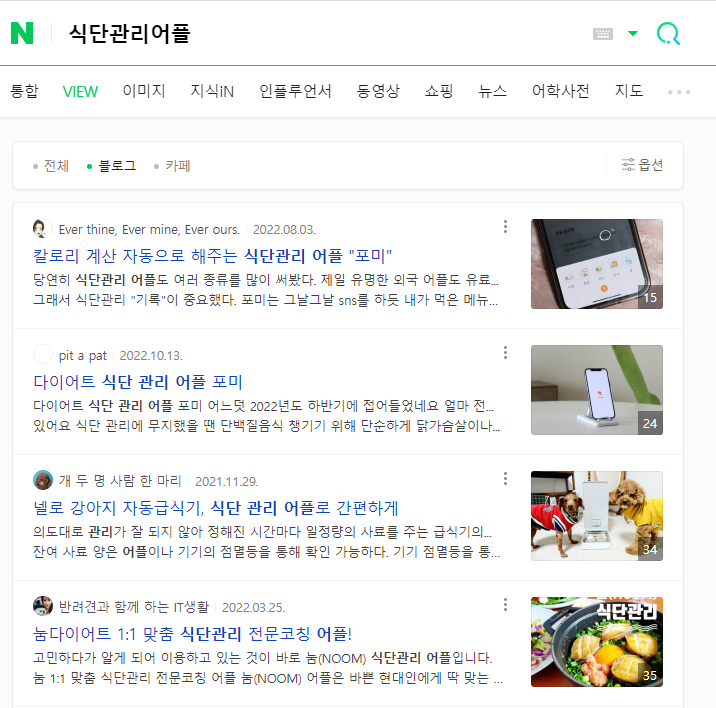 N 식단관리어플
통합 VIEW 이미지 지식iN 인플루언서 동영상 쇼핑 뉴스 어학사전 지도
전체 블로그 카페 옵션
Ever thine, Ever mine, Ever ours. 2022.08.03.
칼로리 계산 자동으로 해주는 식단관리 어플 "포미"
당연히 식단관리 어플도 여러 종류를 많이 써봤다. 제일 유명한 외국 어플도 유료...
그래서 식단관리 "기록"이 중요했다. 포미는 그날그날 sns를 하듯 내가 먹은 메뉴...
15
pit a pat 2022.10.13.
다이어트 식단 관리 어플 포미
다이어트 식단 관리 어플 포미 어느덧 2022년도 하반기에 접어들었네요 얼마 전...
있어요 식단 관리에 무지했을 땐 단백질음식 챙기기 위해 단순하게 닭가슴살이나...
24
개 두 명 사람 한 마리 2021.11.29.
넬로 강아지 자동급식기, 식단 관리 어플로 간편하게
의도대로 관리가 잘 되지 않아 정해진 시간마다 일정량의 사료를 주는 급식기의...
잔여 사료 양은 어플이나 기기의 점멸등을 통해 확인 가능하다. 기기 점멸등을 통...
34
반려견과 함께 하는 IT생활 2022.03.25.
눔다이어트 1:1 맞춤 식단관리 전문코칭 어플!
고민하다가 알게 되어 이용하고 있는 것이 바로 눔(NOOM) 식단관리 어플입니다.
눔 1:1 맞춤 식단관리 전문코칭 어플 눔(NOOM) 어플은 바쁜 현대인에게 딱 맞는 ...
식단관리
35